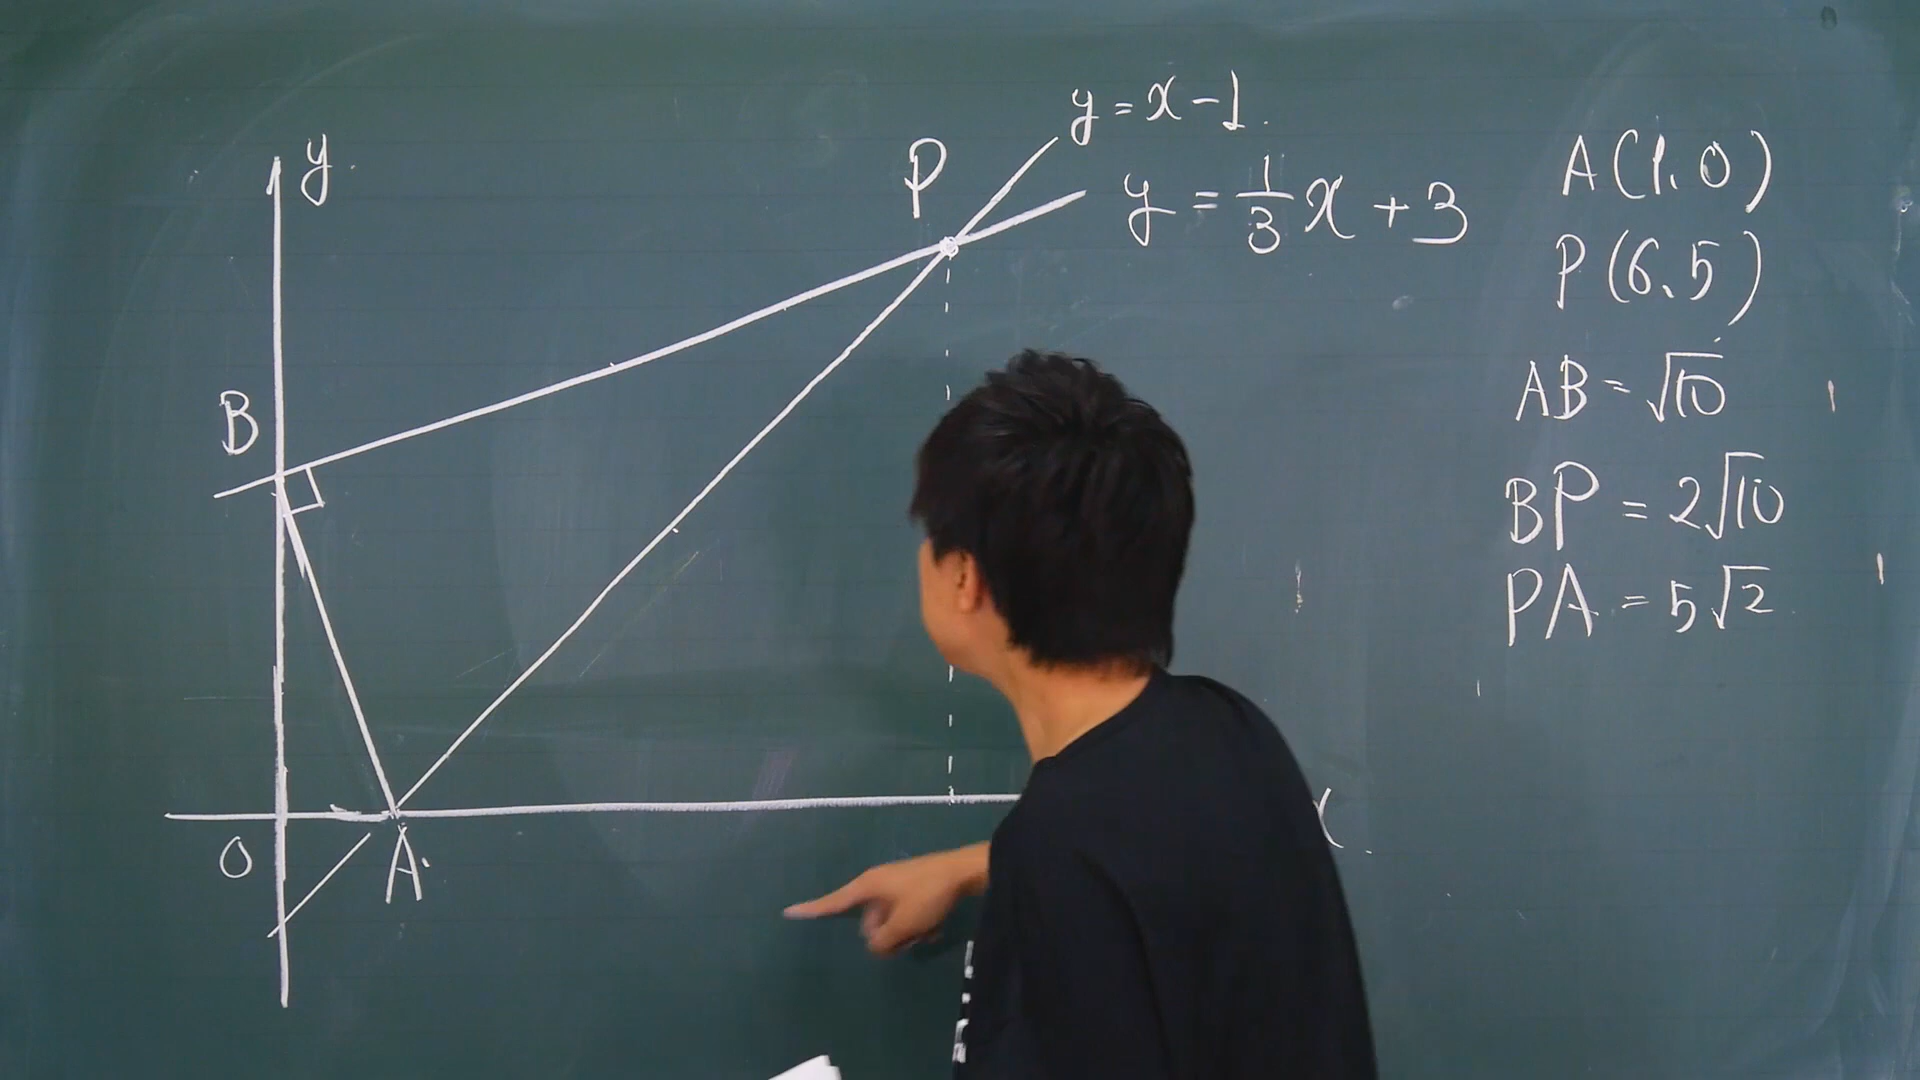 y = x - 1
y = 1/3 x + 3
y
P
B
O
A
x
A(1, 0)
P(6, 5)
AB = √10
BP = 2√10
PA = 5√2